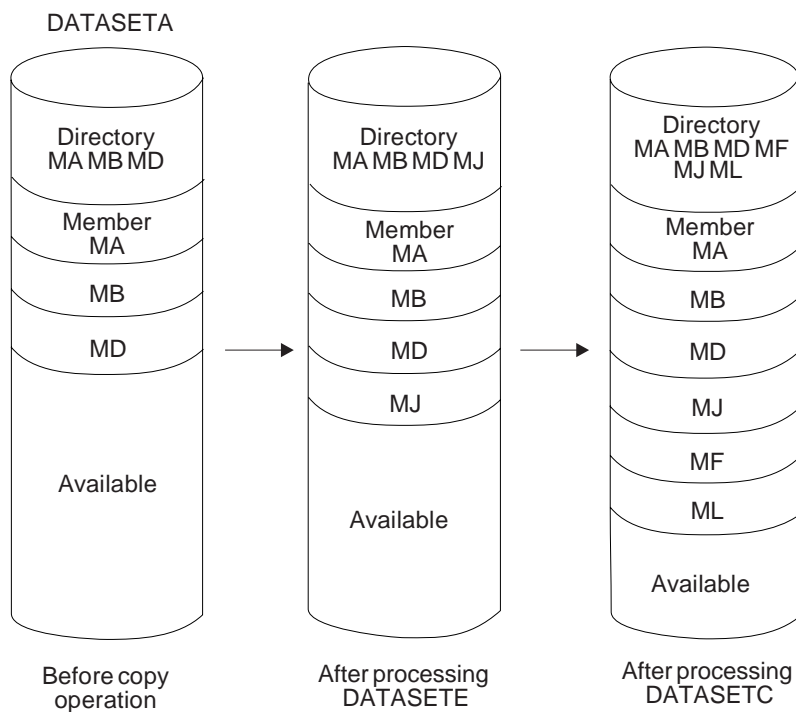 DATASETA
Directory
MA MB MD
Member
MA
MB
MD
Available
Before copy
operation
Directory
MA MB MD MJ
Member
MA
MB
MD
MJ
Available
After processing
DATASETE
Directory
MA MB MD MF
MJ ML
Member
MA
MB
MD
MJ
MF
ML
Available
After processing
DATASETC